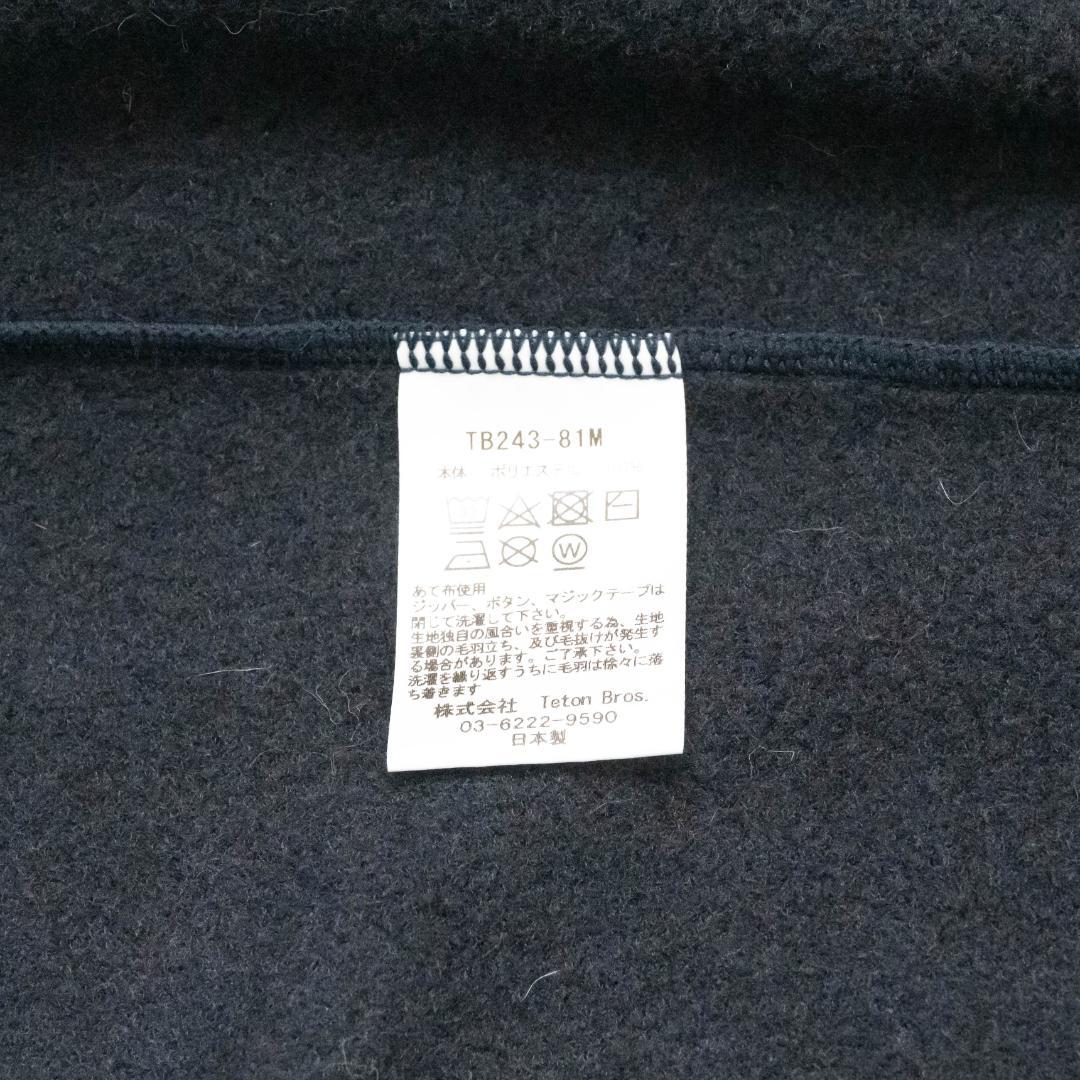 TB243-81M
本体 ポリエステル
W
あて布使用
ジッパー、ボタン、マジックテープは
閉じて洗濯して下さい。
生地独自の風合いを重視する為、生地
裏側の毛羽立ち、及び毛抜けが発生す
る場合があります。ご了承下さい。
洗濯を繰り返すうちに毛羽は徐々に落
ち着きます
株式会社 Teton Bros.
03-6222-9590
日本製